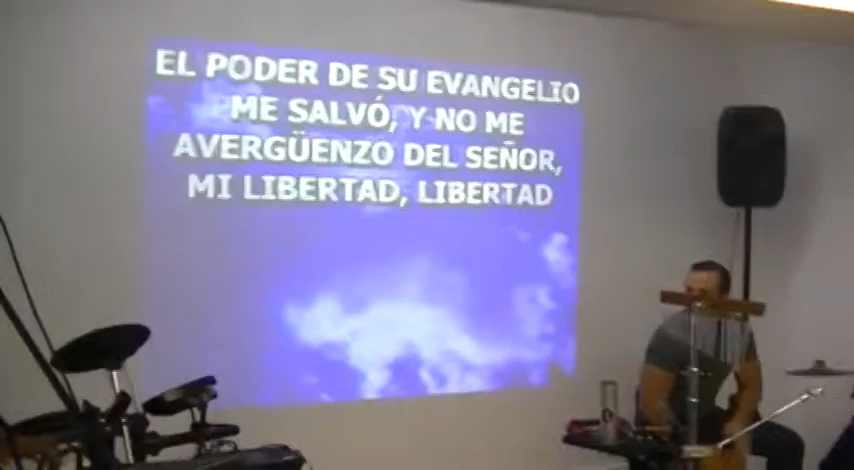 EL PODER DE SU EVANGELIO
ME SALVÓ, Y NO ME
AVERGÜENZO DEL SEÑOR,
MI LIBERTAD, LIBERTAD